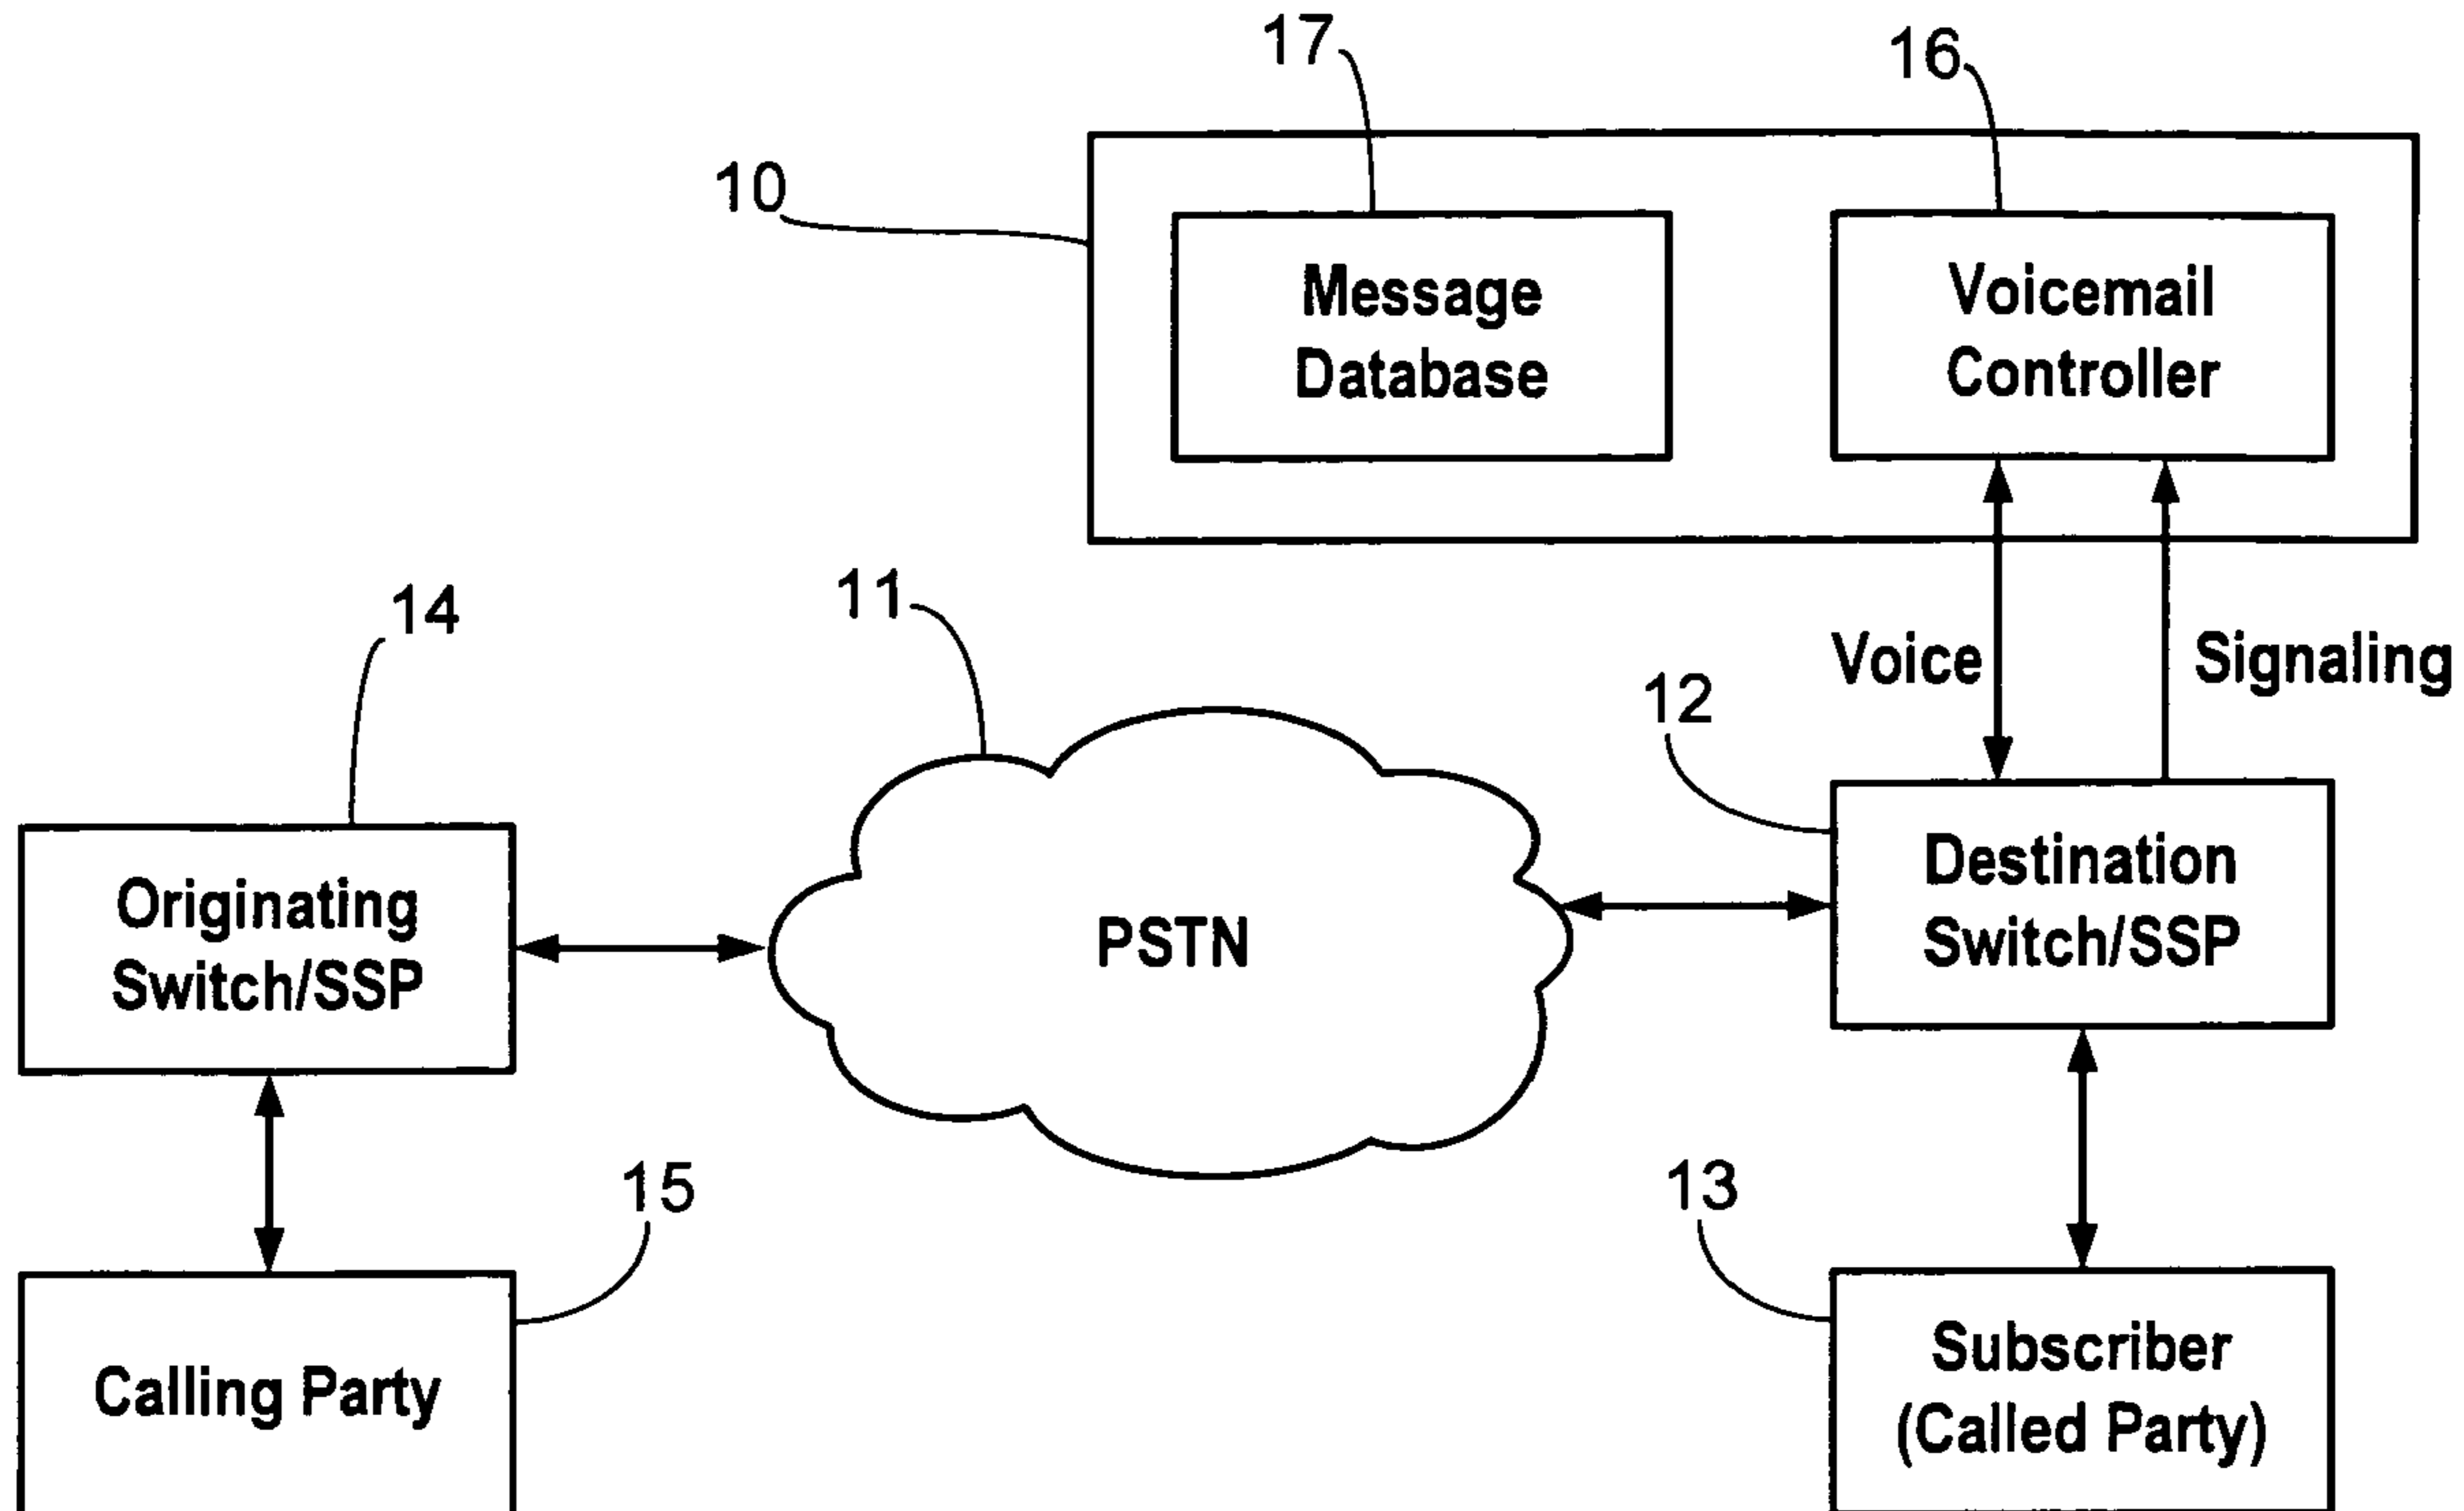 17
16
10
Message
Database
Voicemail
Controller
14
11
Voice
Signaling
12
Originating
Switch/SSP
PSTN
Destination
Switch/SSP
15
13
Calling Party
Subscriber
(Called Party)